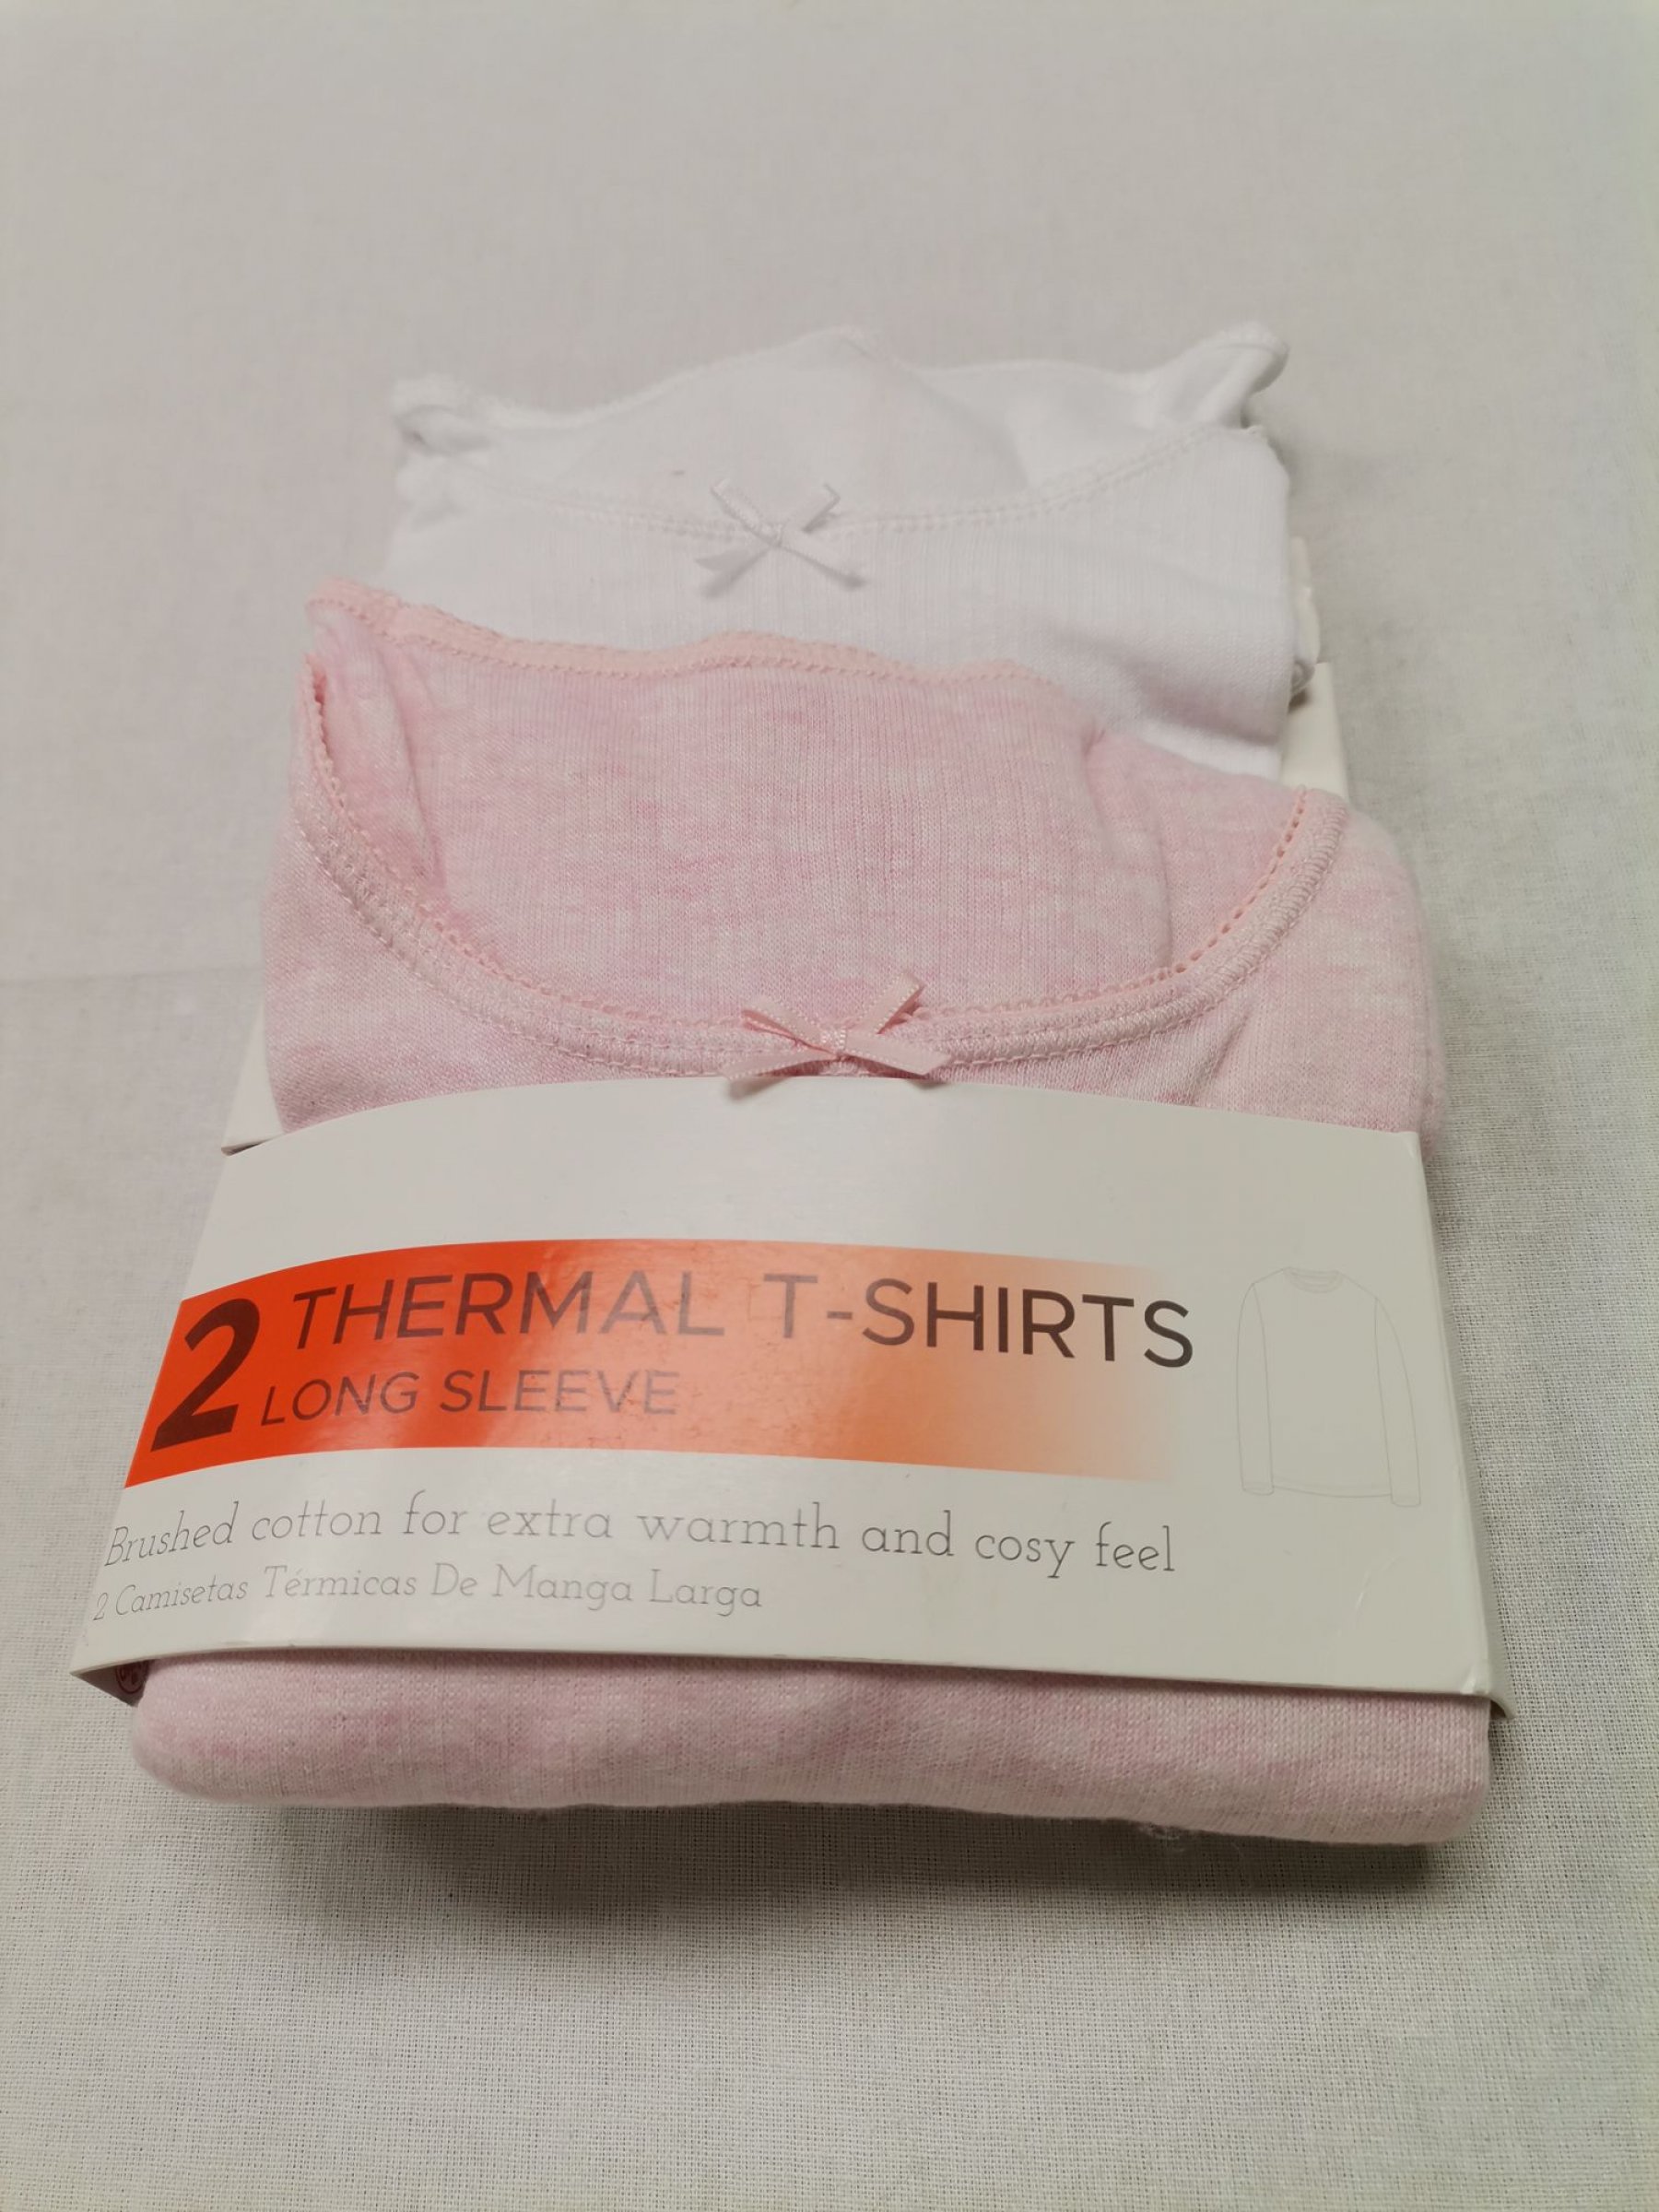 2 THERMAL T-SHIRTS
LONG SLEEVE
Brushed cotton for extra warmth and cosy feel
2 Camisetas Térmicas De Manga Larga